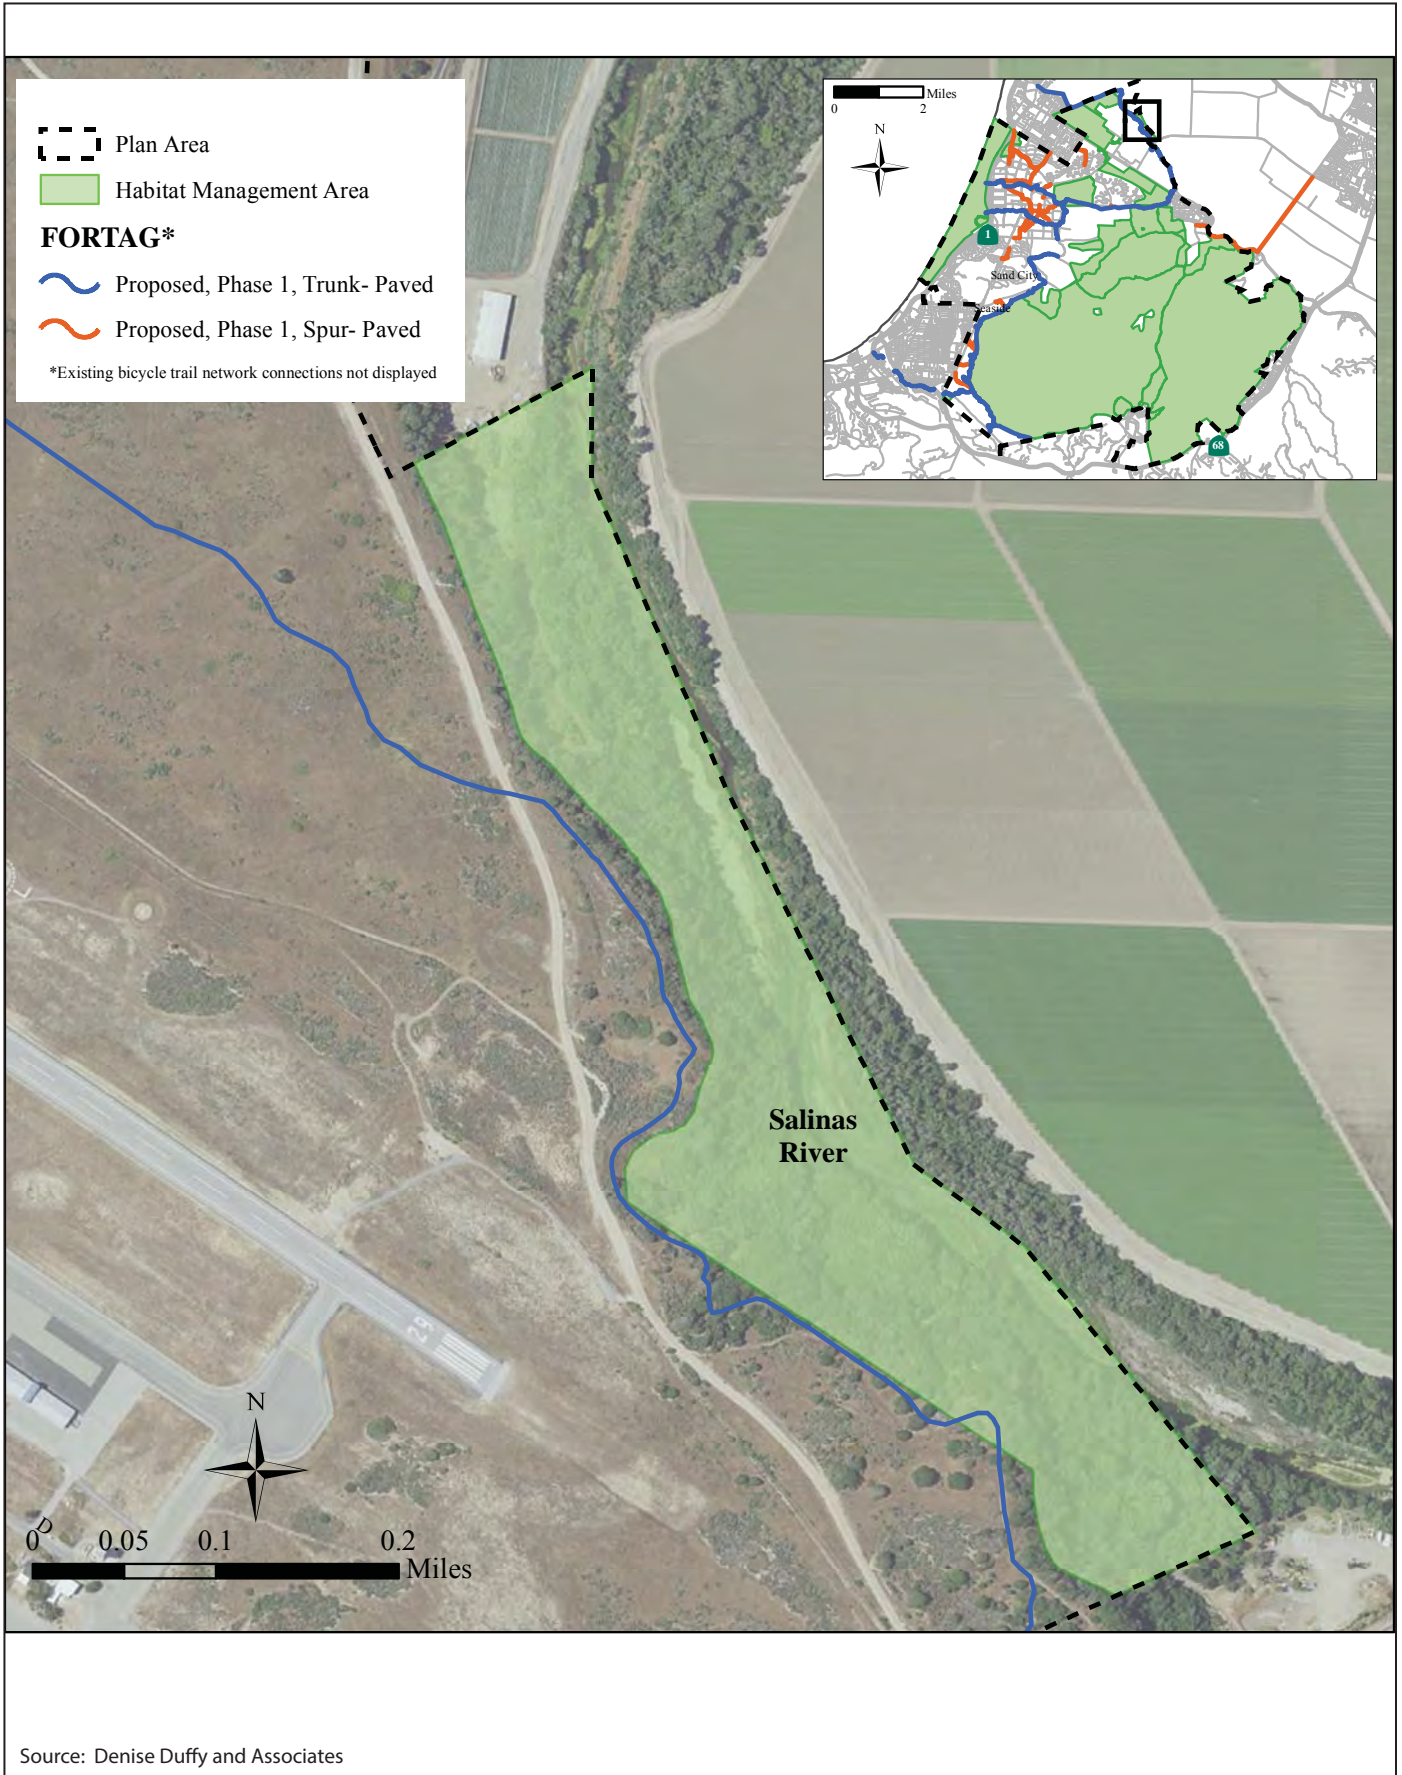 Plan Area
Habitat Management Area
FORTAG*
Proposed, Phase 1, Trunk- Paved
Proposed, Phase 1, Spur- Paved
*Existing bicycle trail network connections not displayed
Miles
0 2
N
1
Sand City
Seaside
68
Salinas
River
29
N
D
0 0.05 0.1 0.2
Miles
Source: Denise Duffy and Associates